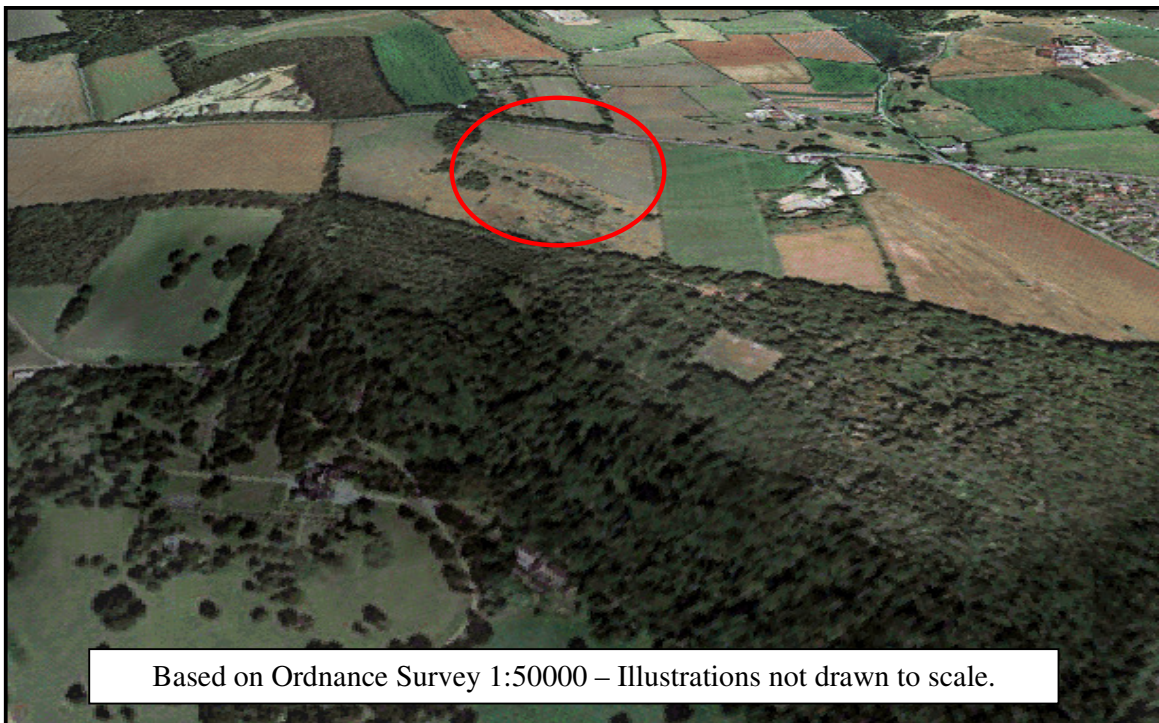 Based on Ordnance Survey 1:50000 – Illustrations not drawn to scale.